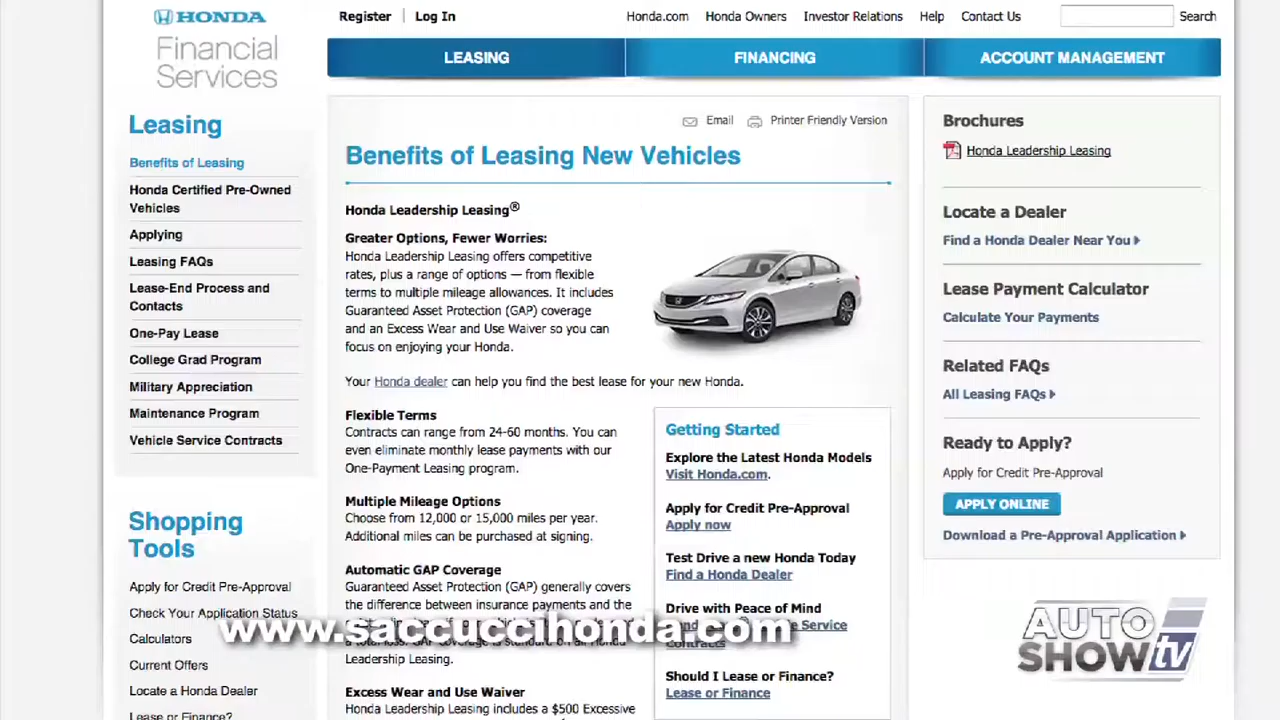 HONDA
Financial
Services
Register
Log In
Honda.com
Honda Owners
Investor Relations
Help
Contact Us
Search
LEASING
FINANCING
ACCOUNT MANAGEMENT
Leasing
Benefits of Leasing
Honda Certified Pre-Owned
Vehicles
Applying
Leasing FAQs
Lease-End Process and
Contacts
One-Pay Lease
College Grad Program
Military Appreciation
Maintenance Program
Vehicle Service Contracts
Shopping
Tools
Apply for Credit Pre-Approval
Check Your Application Status
Calculators
Current Offers
Locate a Honda Dealer
Lease or Finance?
Email
Printer Friendly Version
Benefits of Leasing New Vehicles
Honda Leadership Leasing®
Greater Options, Fewer Worries:
Honda Leadership Leasing offers competitive
rates, plus a range of options — from flexible
terms to multiple mileage allowances. It includes
Guaranteed Asset Protection (GAP) coverage
and an Excess Wear and Use Waiver so you can
focus on enjoying your Honda.
Your Honda dealer can help you find the best lease for your new Honda.
Flexible Terms
Contracts can range from 24-60 months. You can
even eliminate monthly lease payments with our
One-Payment Leasing program.
Multiple Mileage Options
Choose from 12,000 or 15,000 miles per year.
Additional miles can be purchased at signing.
Automatic GAP Coverage
Guaranteed Asset Protection (GAP) generally covers
the difference between insurance payments and the
Leadership Leasing.
Excess Wear and Use Waiver
Honda Leadership Leasing includes a $500 Excessive
Getting Started
Explore the Latest Honda Models
Visit Honda.com.
Apply for Credit Pre-Approval
Apply now
Test Drive a new Honda Today
Find a Honda Dealer
Drive with Peace of Mind
Service
Contracts
Should I Lease or Finance?
Lease or Finance
Brochures
Honda Leadership Leasing
Locate a Dealer
Find a Honda Dealer Near You
Lease Payment Calculator
Calculate Your Payments
Related FAQs
All Leasing FAQs
Ready to Apply?
Apply for Credit Pre-Approval
APPLY ONLINE
Download a Pre-Approval Application
www.saccuccihonda.com
AUTO
SHOW tv